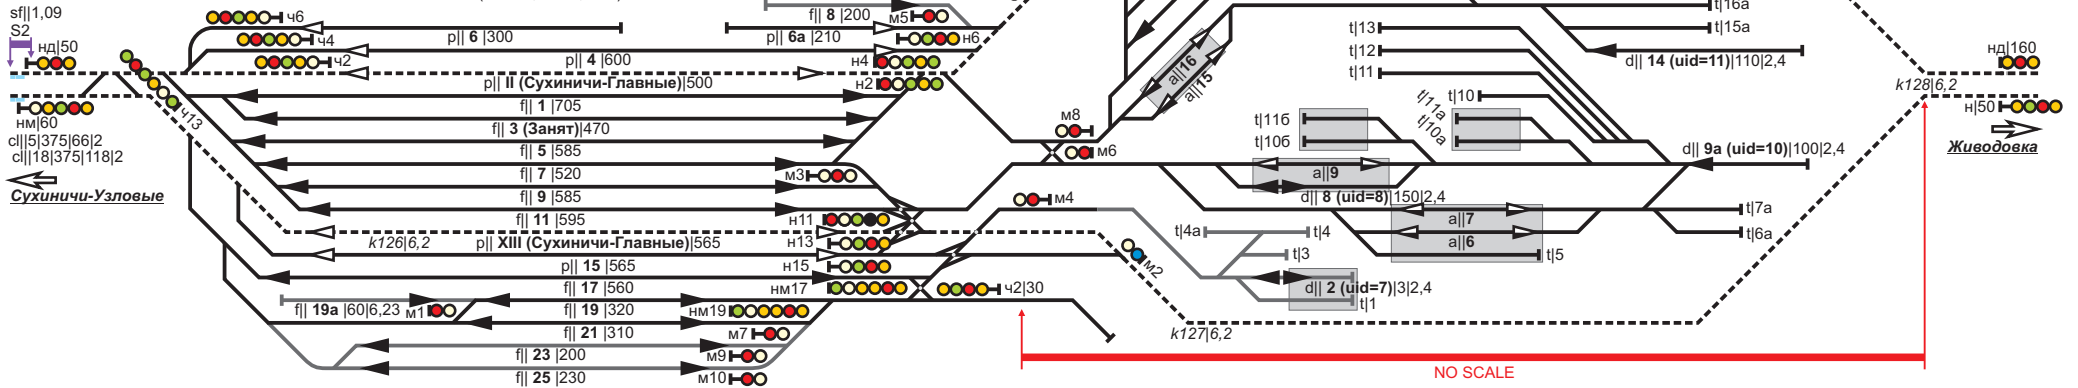 sf||1,09
S2
нд|50
нм|60
cl||5|375|66|2
cl||18|375|118|2
Сухиничи-Узловые
ч6
ч4
ч2
ч13
p|| 6 |300
p|| 6а |210
f|| 8 |200
м5
н6
p|| 4 |600
н4
p|| II (Сухиничи-Главные)|500
н2
f|| 1 |705
f|| 3 (Занят)|470
f|| 5 |585
f|| 7 |520
м3
f|| 9 |585
f|| 11 |595
н11
k126|6,2
p|| XIII (Сухиничи-Главные)|565
н13
p|| 15 |565
н15
f|| 17 |560
нм17
ч2|30
f|| 19а |60|6,23
м1
f|| 19 |320
нм19
f|| 21 |310
м7
f|| 23 |200
м9
f|| 25 |230
м10
м8
м6
м4
м2
a||16
a||15
t|16а
t|15а
t|13
t|12
t|11
d|| 14 (uid=11)|110|2,4
t|10
t|11а
t|10а
t|11б
t|10б
d|| 9а (uid=10)|100|2,4
a||9
d|| 8 (uid=8)|150|2,4
a||7
a||6
t|7а
t|6а
t|5
t|4а
t|4
t|3
d|| 2 (uid=7)|3|2,4
t|1
k127|6,2
k128|6,2
нд|160
н|50
Живодовка
NO SCALE